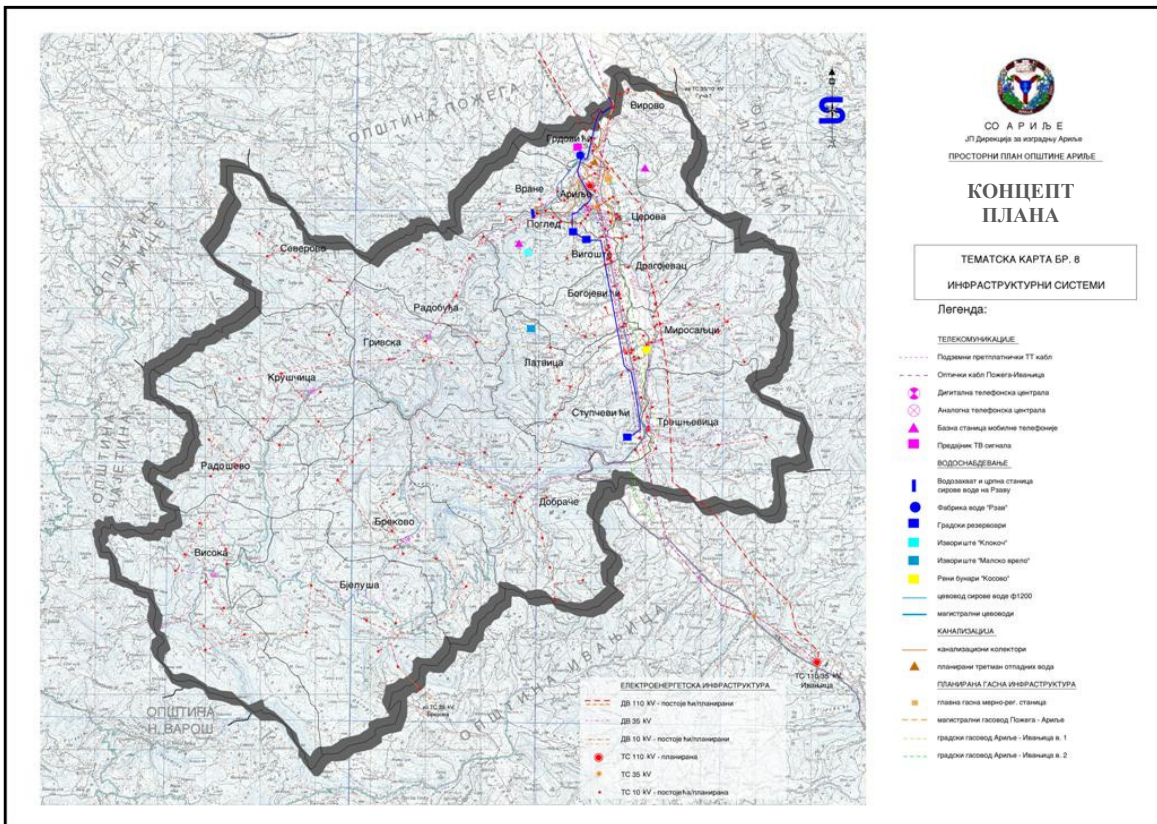 ОПШТИНА ПОЖЕГА
Вирово
Грдовићи
Вране
Ариље
Поглед
Церова
Вигоште
Северово
Драгојевац
Богојевићи
Радобуђа
Миросаљци
Гривска
Латвица
Крушчица
Ступчевићи
Трешњевица
Радошево
Добраче
Бреково
Висока
Бјелуша
ОПШТИНА
ЧАЈЕТИНА
ОПШТИНА ИВАЊИЦА
ОПШТИНА
Н. ВАРОШ
ТС 110/35 kV
Ивањица
ЕЛЕКТРОЕНЕРГЕТСКА ИНФРАСТРУКТУРА
ДВ 110 kV - постојећи/планирани
ДВ 35 kV
ДВ 10 kV - постојећи/планирани
ТС 110 kV - планирана
ТС 35 kV
ТС 10 kV - постојећа/планирана
СО АРИЉЕ
ЈП Дирекција за изградњу Ариље
ПРОСТОРНИ ПЛАН ОПШТИНЕ АРИЉЕ
КОНЦЕПТ
ПЛАНА
ТЕМАТСКА КАРТА БР. 8
ИНФРАСТРУКТУРНИ СИСТЕМИ
Легенда:
ТЕЛЕКОМУНИКАЦИЈЕ
Подземни претплатнички ТТ кабл
Оптички кабл Пожега-Ивањица
Дигитална телефонска централа
Аналогна телефонска централа
Базна станица мобилне телефоније
Предајник ТВ сигнала
ВОДОСНАБДЕВАЊЕ
Водозахват и црпна станица
сирове воде на Рзаву
Фабрика воде "Рзав"
Градски резервоари
Извориште "Клокоч"
Извориште "Малско врело"
Рени бунари "Косово"
цевовод сирове воде ф1200
магистрални цевоводи
КАНАЛИЗАЦИЈА
канализациони колектори
планирани третман отпадних вода
ПЛАНИРАНА ГАСНА ИНФРАСТРУКТУРА
главна гасна мерно-рег. станица
магистрални гасовод Пожега - Ариље
градски гасовод Ариље - Ивањица в. 1
градски гасовод Ариље - Ивањица в. 2